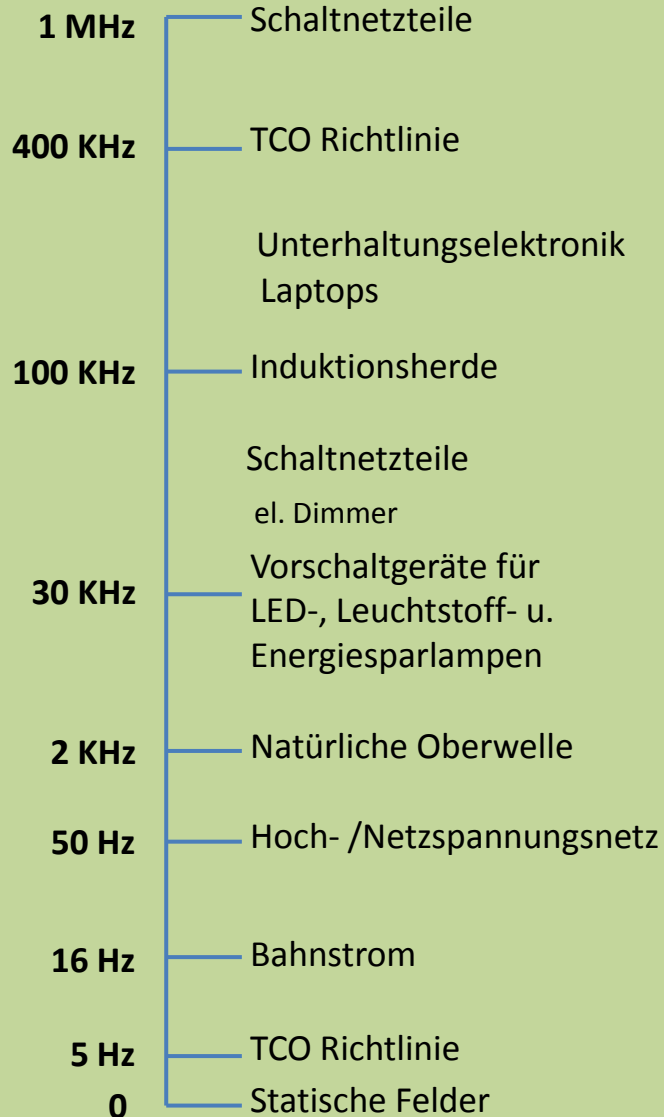 1 MHz Schaltnetzteile
400 KHz TCO Richtlinie
Unterhaltungselektronik
Laptops
100 KHz Induktionsherde
Schaltnetzteile
el. Dimmer
Vorschaltgeräte für
30 KHz LED-, Leuchtstoff- u.
Energiesparlampen
2 KHz Natürliche Oberwelle
50 Hz Hoch- /Netzspannungsnetz
16 Hz Bahnstrom
5 Hz TCO Richtlinie
0 Statische Felder